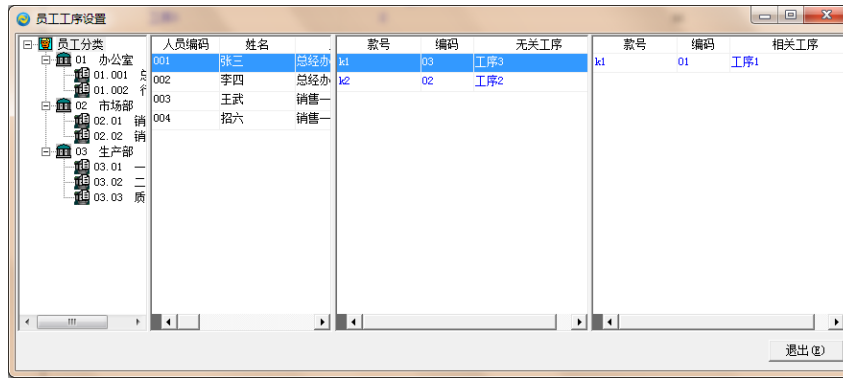 员工工序设置
员工分类
01 办公室
01.001
01.002
02 市场部
02.01 销
02.02 销
03 生产部
03.01 一
03.02 二
03.03 质
人员编码 姓名
001 张三 总经办
002 李四 总经办
003 王武 销售一
004 招六 销售一
款号 编码 无关工序
k1 03 工序3
k2 02 工序2
款号 编码 相关工序
k1 01 工序1
退出(E)